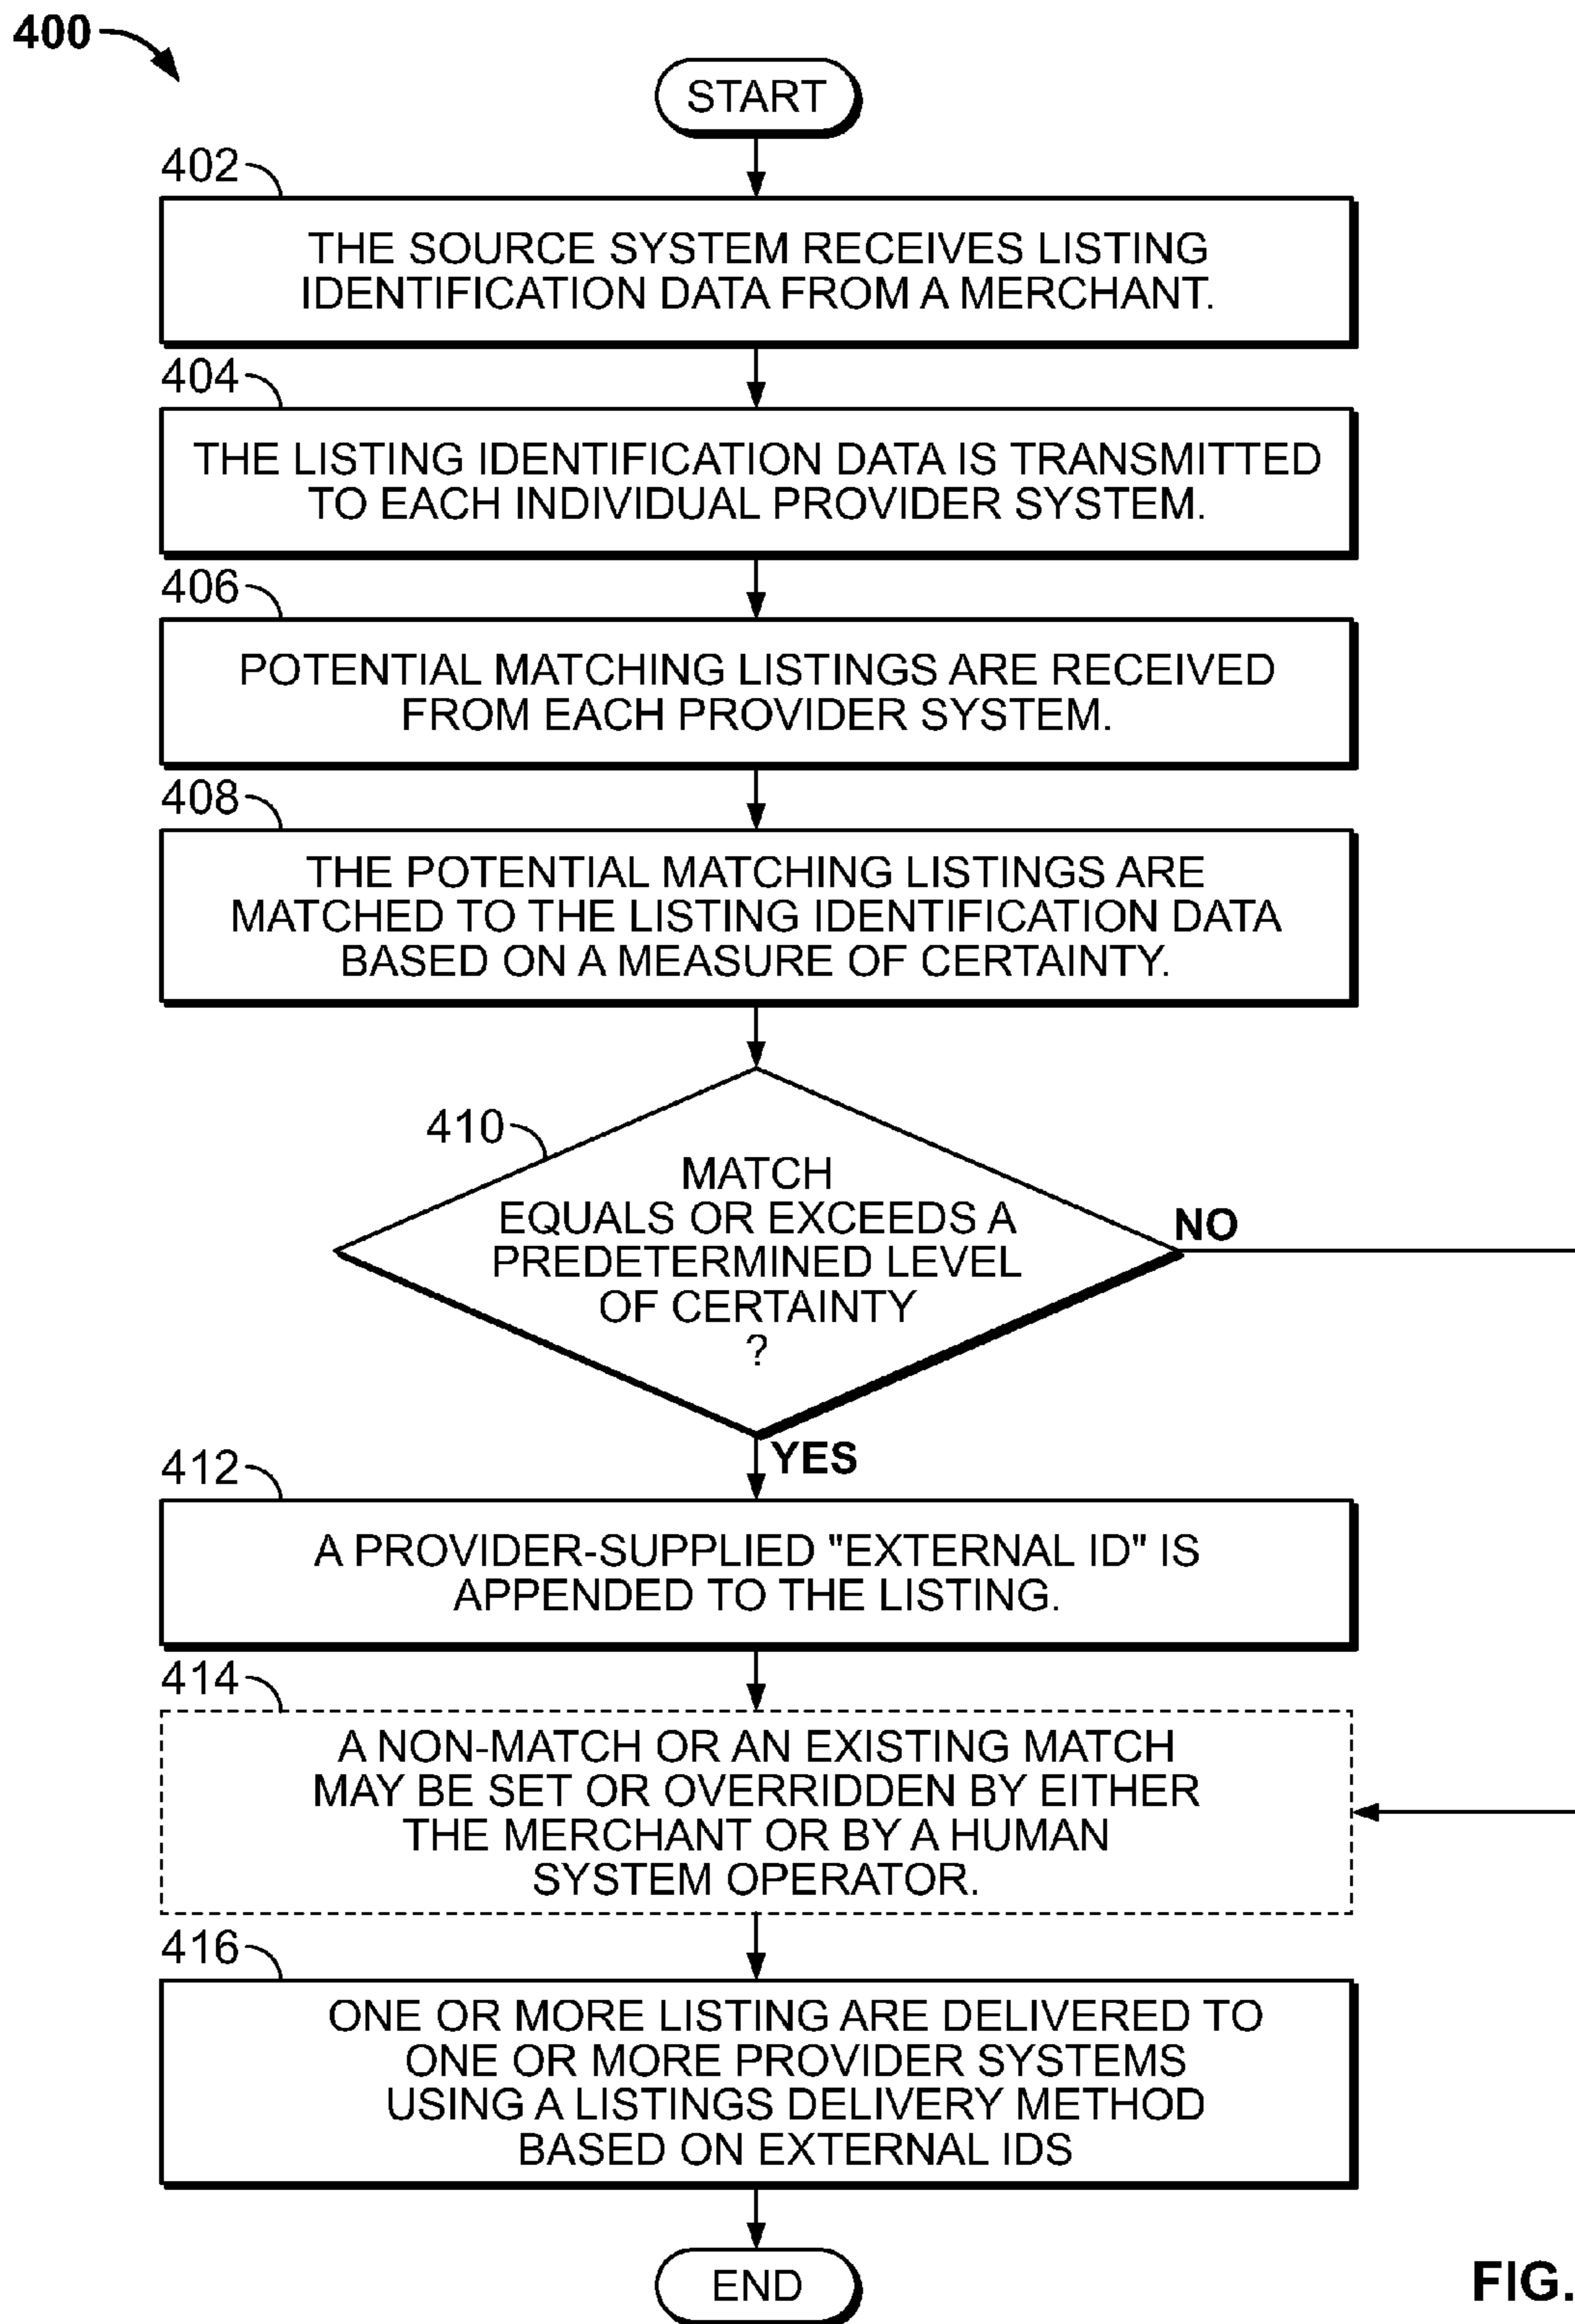 400
START
402
THE SOURCE SYSTEM RECEIVES LISTING
IDENTIFICATION DATA FROM A MERCHANT.
404
THE LISTING IDENTIFICATION DATA IS TRANSMITTED
TO EACH INDIVIDUAL PROVIDER SYSTEM.
406
POTENTIAL MATCHING LISTINGS ARE RECEIVED
FROM EACH PROVIDER SYSTEM.
408
THE POTENTIAL MATCHING LISTINGS ARE
MATCHED TO THE LISTING IDENTIFICATION DATA
BASED ON A MEASURE OF CERTAINTY.
410
MATCH
EQUALS OR EXCEEDS A
PREDETERMINED LEVEL
OF CERTAINTY
?
NO
YES
412
A PROVIDER-SUPPLIED "EXTERNAL ID" IS
APPENDED TO THE LISTING.
414
A NON-MATCH OR AN EXISTING MATCH
MAY BE SET OR OVERRIDDEN BY EITHER
THE MERCHANT OR BY A HUMAN
SYSTEM OPERATOR.
416
ONE OR MORE LISTING ARE DELIVERED TO
ONE OR MORE PROVIDER SYSTEMS
USING A LISTINGS DELIVERY METHOD
BASED ON EXTERNAL IDS
END
FIG.